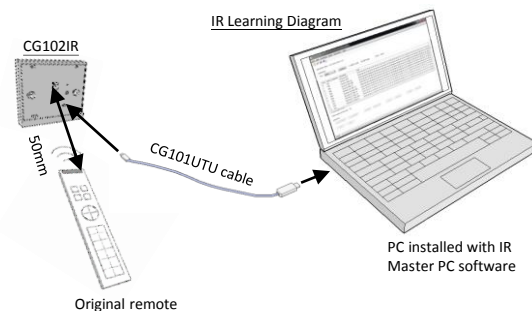 IR Learning Diagram
CG102IR
50mm
CG101UTU cable
PC installed with IR
Master PC software
Original remote